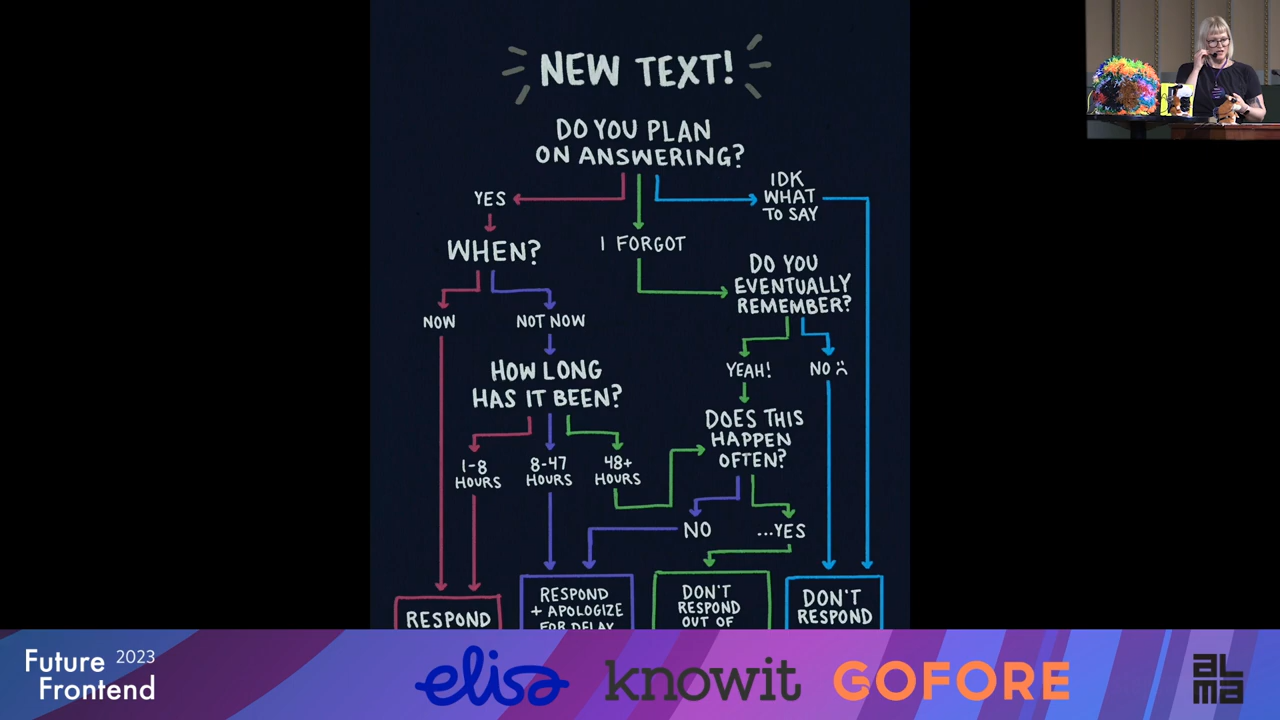 NEW TEXT!
DO YOU PLAN
ON ANSWERING?
YES
IDK
WHAT
TO SAY
WHEN?
I FORGOT
DO YOU
EVENTUALLY
REMEMBER?
NOW
NOT NOW
HOW LONG
HAS IT BEEN?
YEAH!
NO :(
DOES THIS
HAPPEN
OFTEN?
1-8
HOURS
8-47
HOURS
48+
HOURS
NO
...YES
RESPOND
RESPOND
+ APOLOGIZE
FOR DELAY
DON'T
RESPOND
OUT OF
DON'T
RESPOND
Future 2023
Frontend
elisa
knowit
GOFORE
ALMA